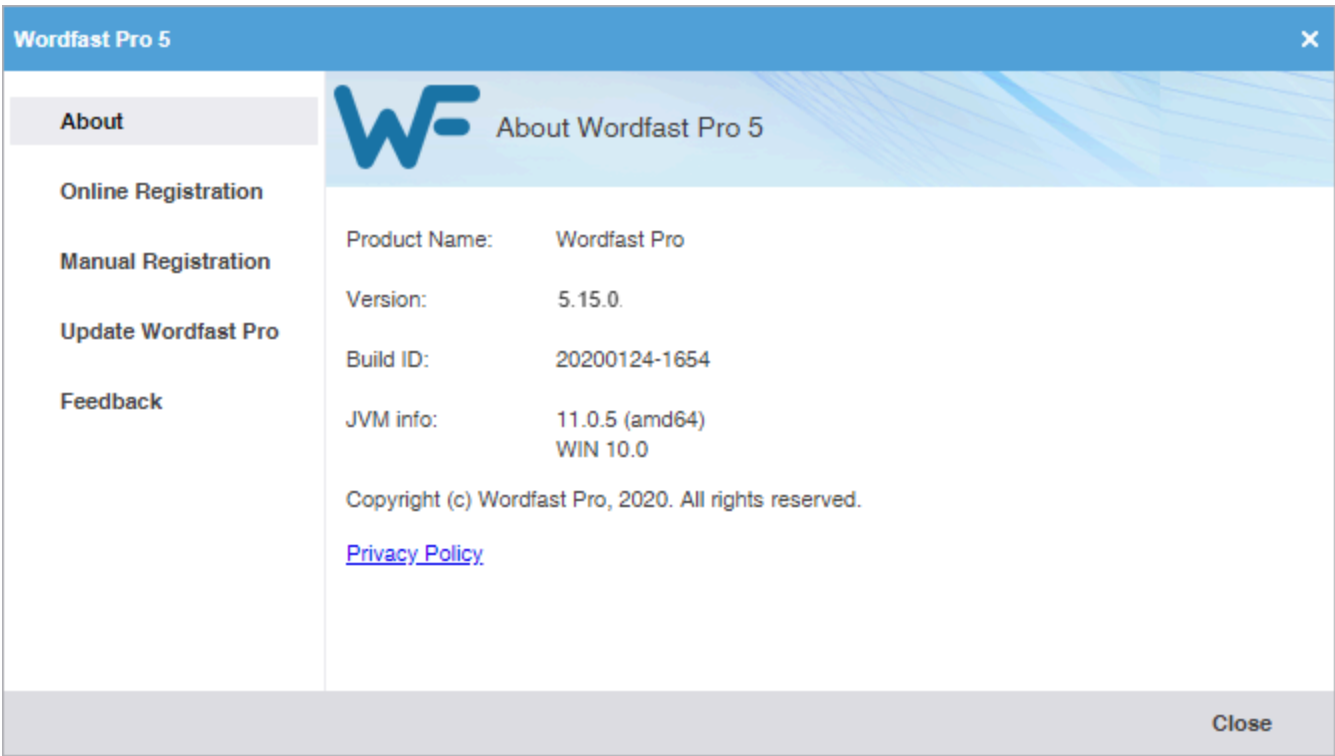 Wordfast Pro 5
About
Online Registration
Manual Registration
Update Wordfast Pro
Feedback
WF About Wordfast Pro 5
Product Name: Wordfast Pro
Version: 5.15.0.
Build ID: 20200124-1654
JVM info: 11.0.5 (amd64)
WIN 10.0
Copyright (c) Wordfast Pro, 2020. All rights reserved.
Privacy Policy
Close